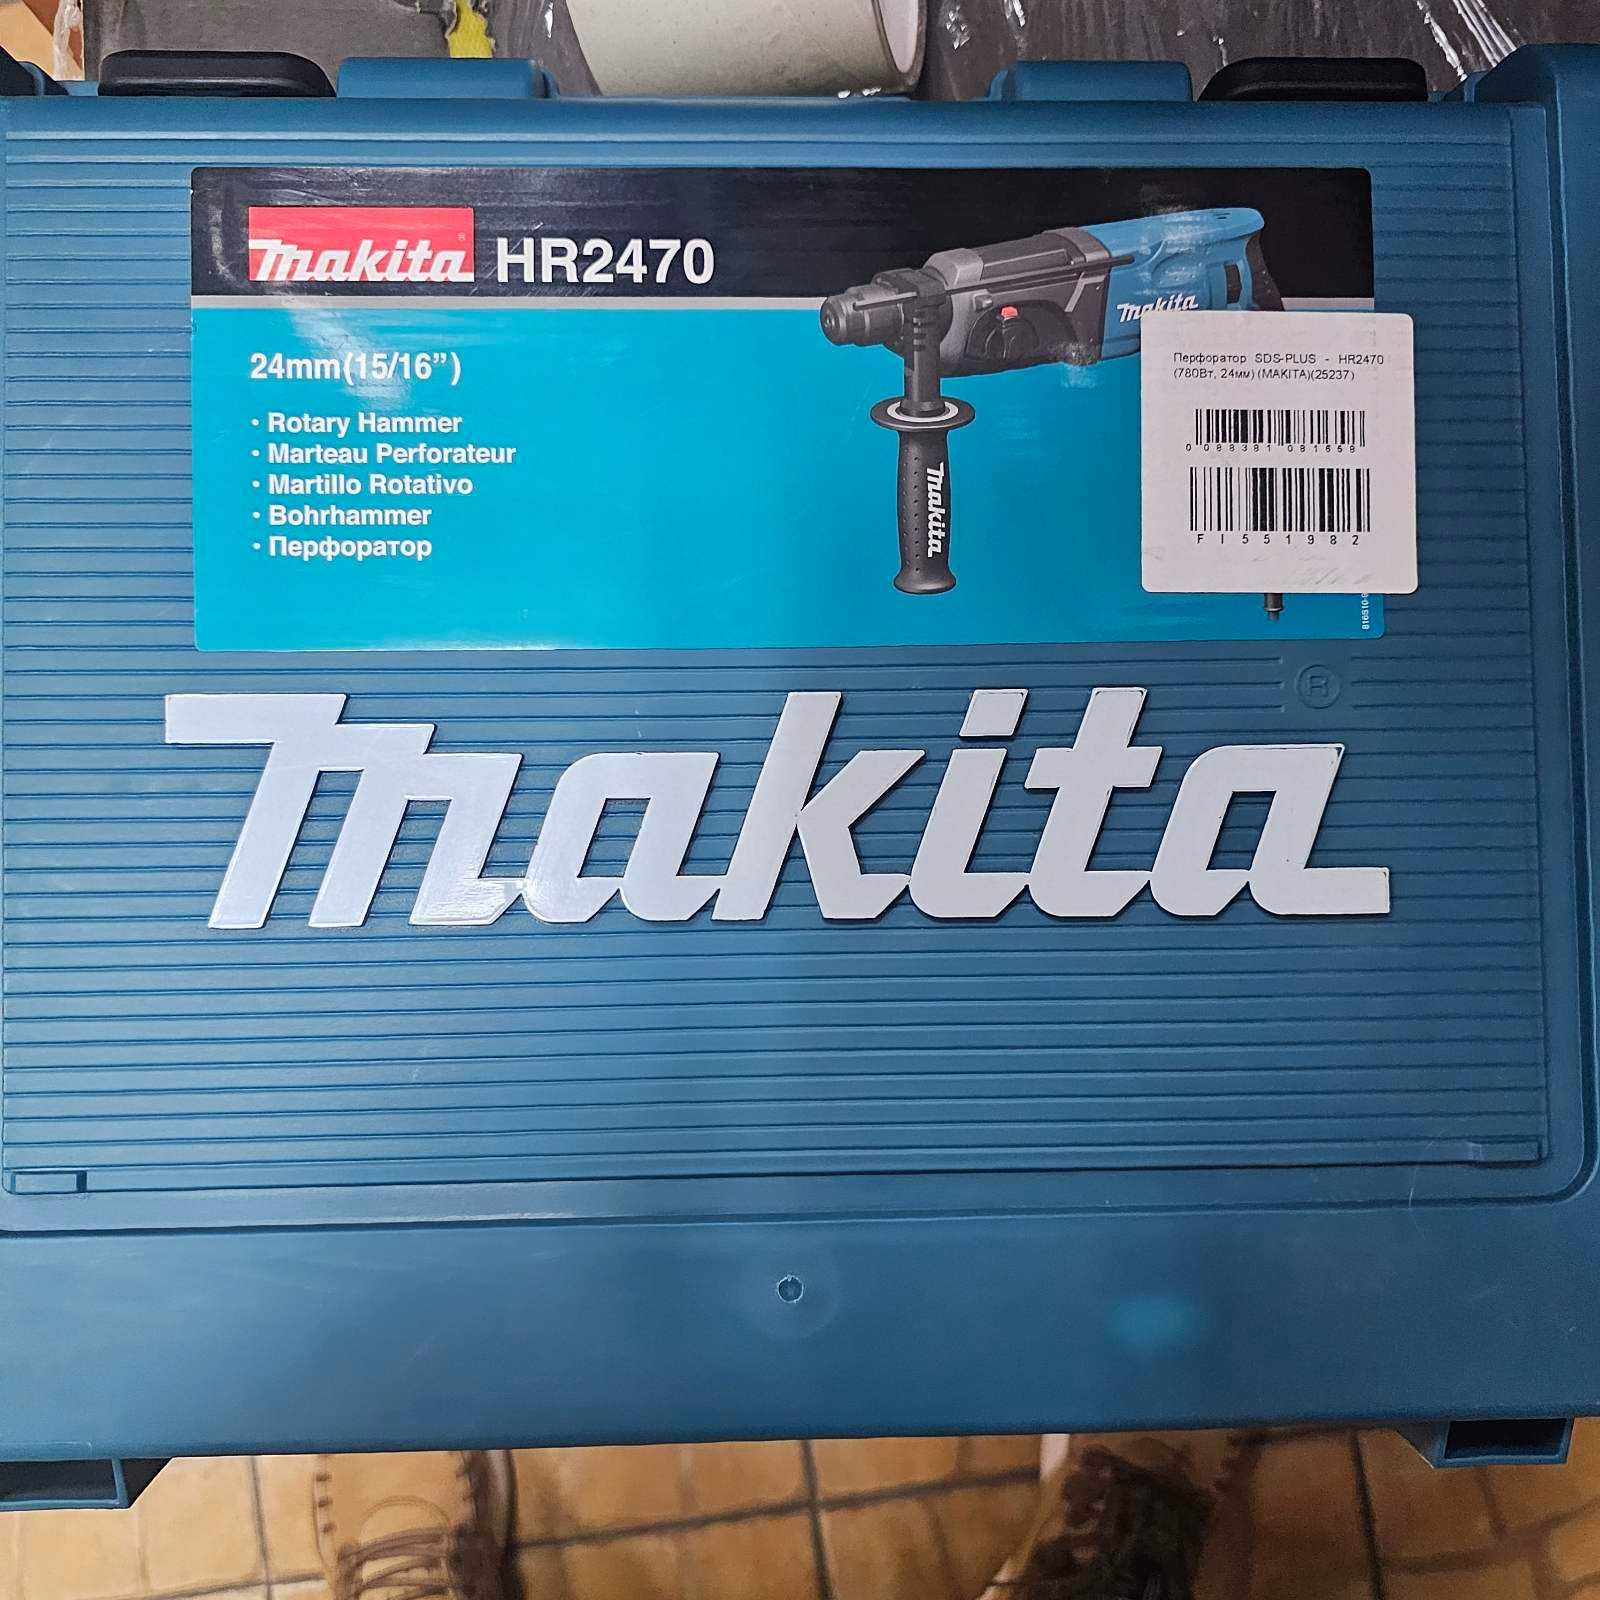 makita HR2470
24mm(15/16")
• Rotary Hammer
• Marteau Perforateur
• Martillo Rotativo
• Bohrhammer
• Перфоратор
makita
makita
Перфоратор SDS-PLUS - HR2470
(780Вт, 24мм) (MAKITA)(25237)
0 088381 081658
FI551982
makita ®